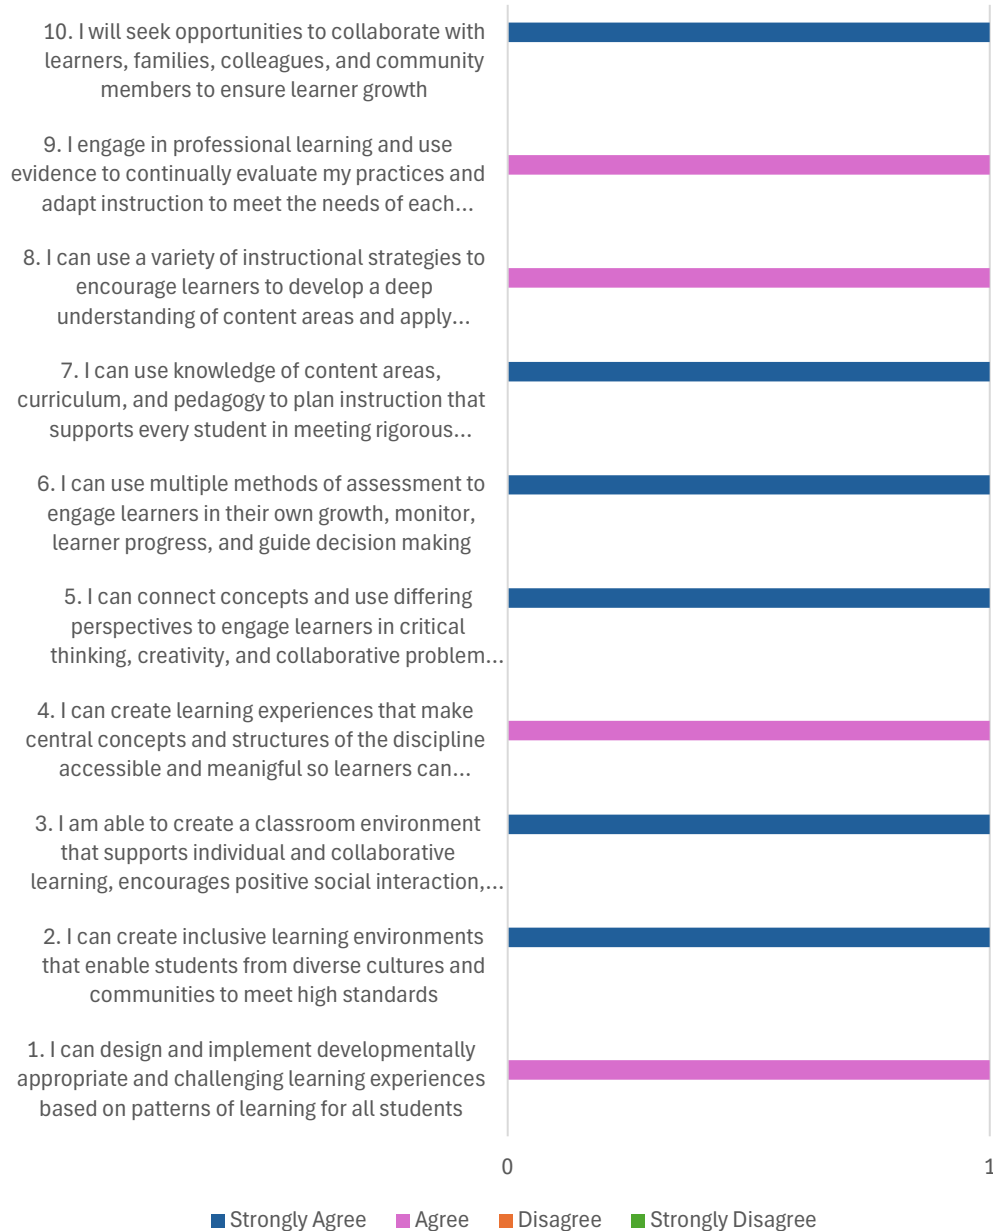 10. I will seek opportunities to collaborate with
learners, families, colleagues, and community
members to ensure learner growth
9. I engage in professional learning and use
evidence to continually evaluate my practices and
adapt instruction to meet the needs of each...
8. I can use a variety of instructional strategies to
encourage learners to develop a deep
understanding of content areas and apply...
7. I can use knowledge of content areas,
curriculum, and pedagogy to plan instruction that
supports every student in meeting rigorous...
6. I can use multiple methods of assessment to
engage learners in their own growth, monitor,
learner progress, and guide decision making
5. I can connect concepts and use differing
perspectives to engage learners in critical
thinking, creativity, and collaborative problem...
4. I can create learning experiences that make
central concepts and structures of the discipline
accessible and meanigful so learners can...
3. I am able to create a classroom environment
that supports individual and collaborative
learning, encourages positive social interaction,...
2. I can create inclusive learning environments
that enable students from diverse cultures and
communities to meet high standards
1. I can design and implement developmentally
appropriate and challenging learning experiences
based on patterns of learning for all students
0 1
Strongly Agree Agree Disagree Strongly Disagree